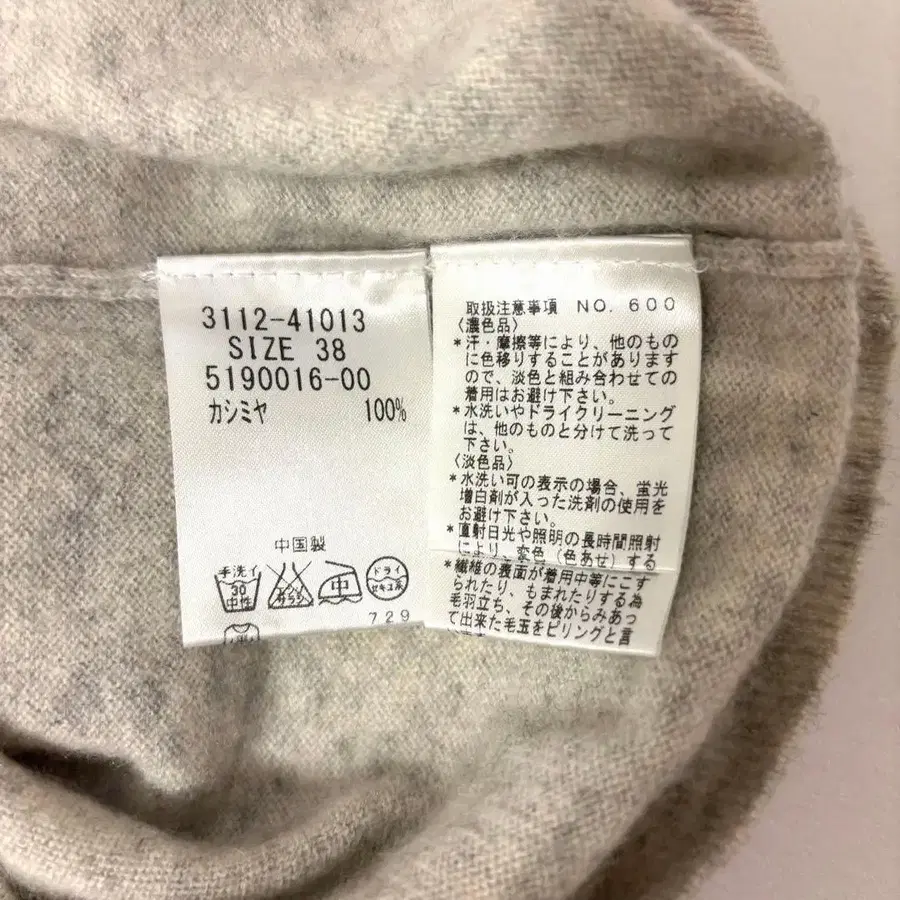 3112-41013
SIZE 38
5190016-00
カシミヤ 100%
中国製
手洗イ
30
中性
エンソサラシ
中
ドライ
セキユ系
729
取扱注意事項 NO. 600
〈濃色品〉
*汗・摩擦等により、他のもの
に色移りすることがあります
ので、淡色と組み合わせての
着用はお避け下さい。
*水洗いやドライクリーニング
は、他のものと分けて洗って
下さい。
〈淡色品〉
*水洗い可の表示の場合、蛍光
増白剤が入った洗剤の使用を
お避け下さい。
*直射日光や照明の長時間照射
により、変色(色あせ)する
*繊維の表面が着用中等にこす
られたり、もまれたりする為
毛羽立ち、その後からみあっ
て出来た毛玉をピリングと言